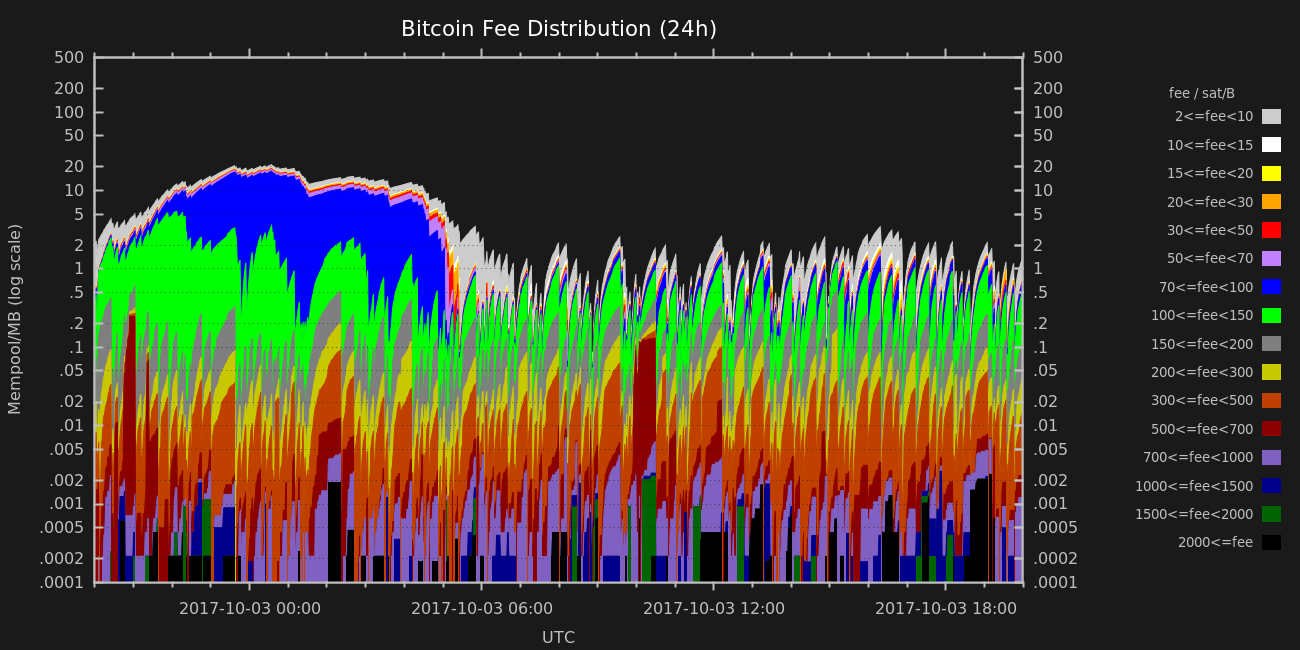 Bitcoin Fee Distribution (24h)
Mempool/MB (log scale)
500
200
100
50
20
10
5
2
1
.5
.2
.1
.05
.02
.01
.005
.002
.001
.0005
.0002
.0001
500
200
100
50
20
10
5
2
1
.5
.2
.1
.05
.02
.01
.005
.002
.001
.0005
.0002
.0001
2017-10-03 00:00
2017-10-03 06:00
2017-10-03 12:00
2017-10-03 18:00
UTC
fee / sat/B
2<=fee<10
10<=fee<15
15<=fee<20
20<=fee<30
30<=fee<50
50<=fee<70
70<=fee<100
100<=fee<150
150<=fee<200
200<=fee<300
300<=fee<500
500<=fee<700
700<=fee<1000
1000<=fee<1500
1500<=fee<2000
2000<=fee